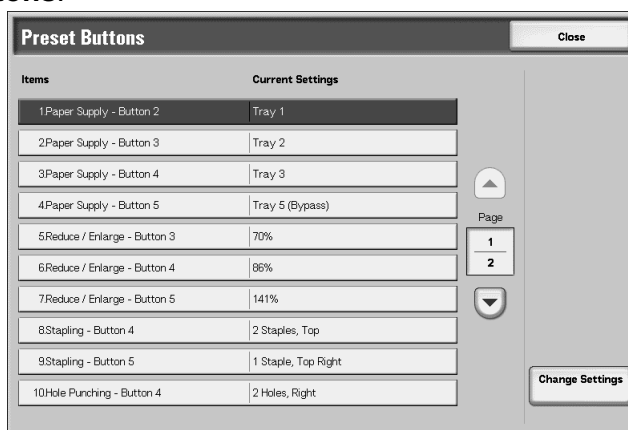 Preset Buttons Close
Items Current Settings
1.Paper Supply - Button 2 Tray 1
2.Paper Supply - Button 3 Tray 2
3.Paper Supply - Button 4 Tray 3
4.Paper Supply - Button 5 Tray 5 (Bypass)
Page
5.Reduce / Enlarge - Button 3 70%
1
6.Reduce / Enlarge - Button 4 86%
2
7.Reduce / Enlarge - Button 5 141%
8.Stapling - Button 4 2 Staples, Top
9.Stapling - Button 5 1 Staple, Top Right
Change Settings
10.Hole Punching - Button 4 2 Holes, Right